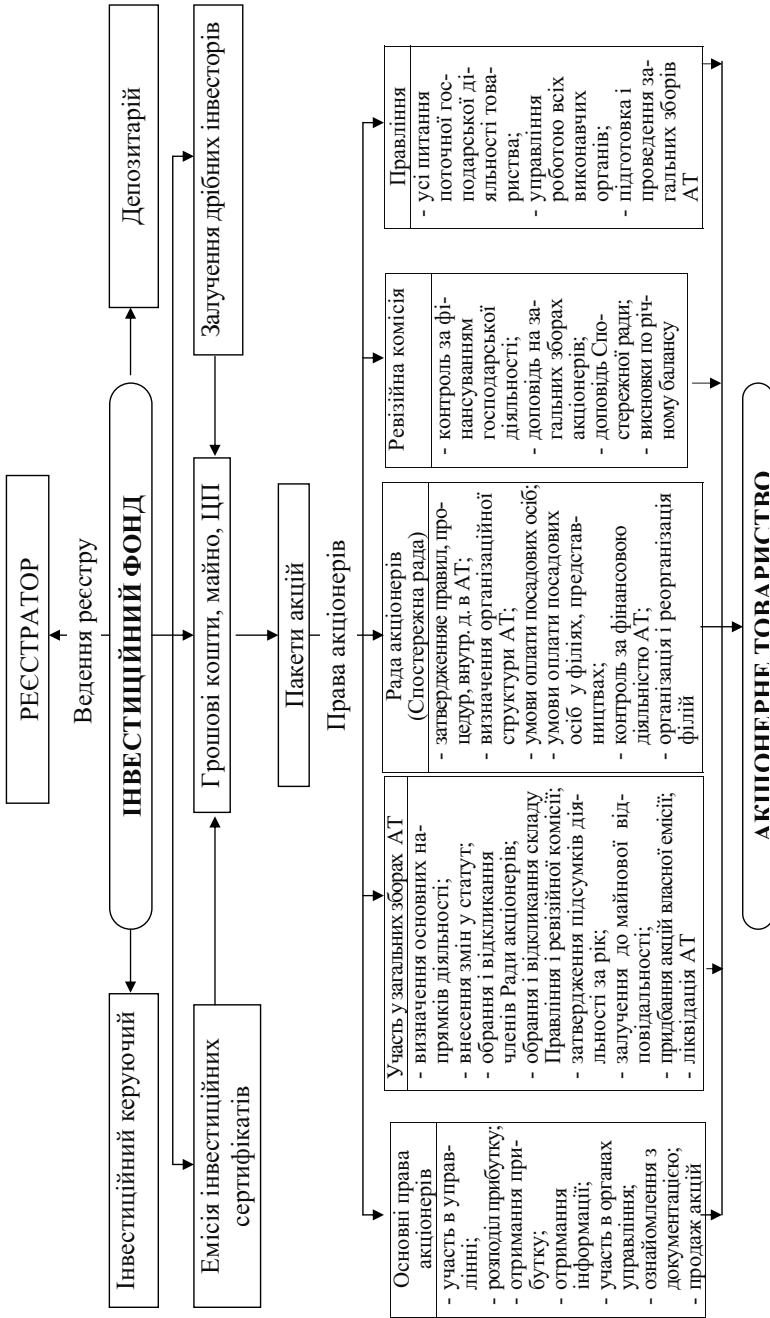 РЕЄСТРАТОР
Ведення реєстру
Інвестиційний керуючий
ІНВЕСТИЦІЙНИЙ ФОНД
Депозитарій
Емісія інвестиційних
сертифікатів
Грошові кошти, майно, ЦП
Залучення дрібних інвесторів
Пакети акцій
Права акціонерів
Основні права
акціонерів
- участь в управ-
лінні;
- розподіл прибутку;
- отримання при-
бутку;
- отримання
інформації;
- участь в органах
управління;
- ознайомлення з
документацією;
- продаж акцій
Участь у загальних зборах АТ
- визначення основних на-
прямків діяльності;
- внесення змін у статут;
- обрання і відкликання
членів Ради акціонерів;
- обрання і відкликання складу
Правління і ревізійної комісії;
- затвердження підсумків дія-
льності за рік;
- залучення до майнової від-
повідальності;
- придбання акцій власної емісії;
- ліквідація АТ
Рада акціонерів
(Спостережна рада)
- затвердженняе правил, про-
цедур, внутр. д. в АТ;
- визначення організаційної
структури АТ;
- умови оплати посадових осіб;
- умови оплати посадових
осіб у філіях, представ-
ництвах;
- контроль за фінансовою
діяльністю АТ;
- організація і реорганізація
філій
Ревізійна комісія
- контроль за фі-
нансуванням
господарської
діяльності;
- доповідь на за-
гальних зборах
акціонерів;
- доповідь Спо-
стережної ради;
- висновки по річ-
ному балансу
Правління
- усі питання
поточної гос-
подарської ді-
яльності това-
риства;
- управління
роботою всіх
виконавчих
органів;
- підготовка і
проведення за-
гальних зборів
АТ
АКЦІОНЕРНЕ ТОВАРИСТВО